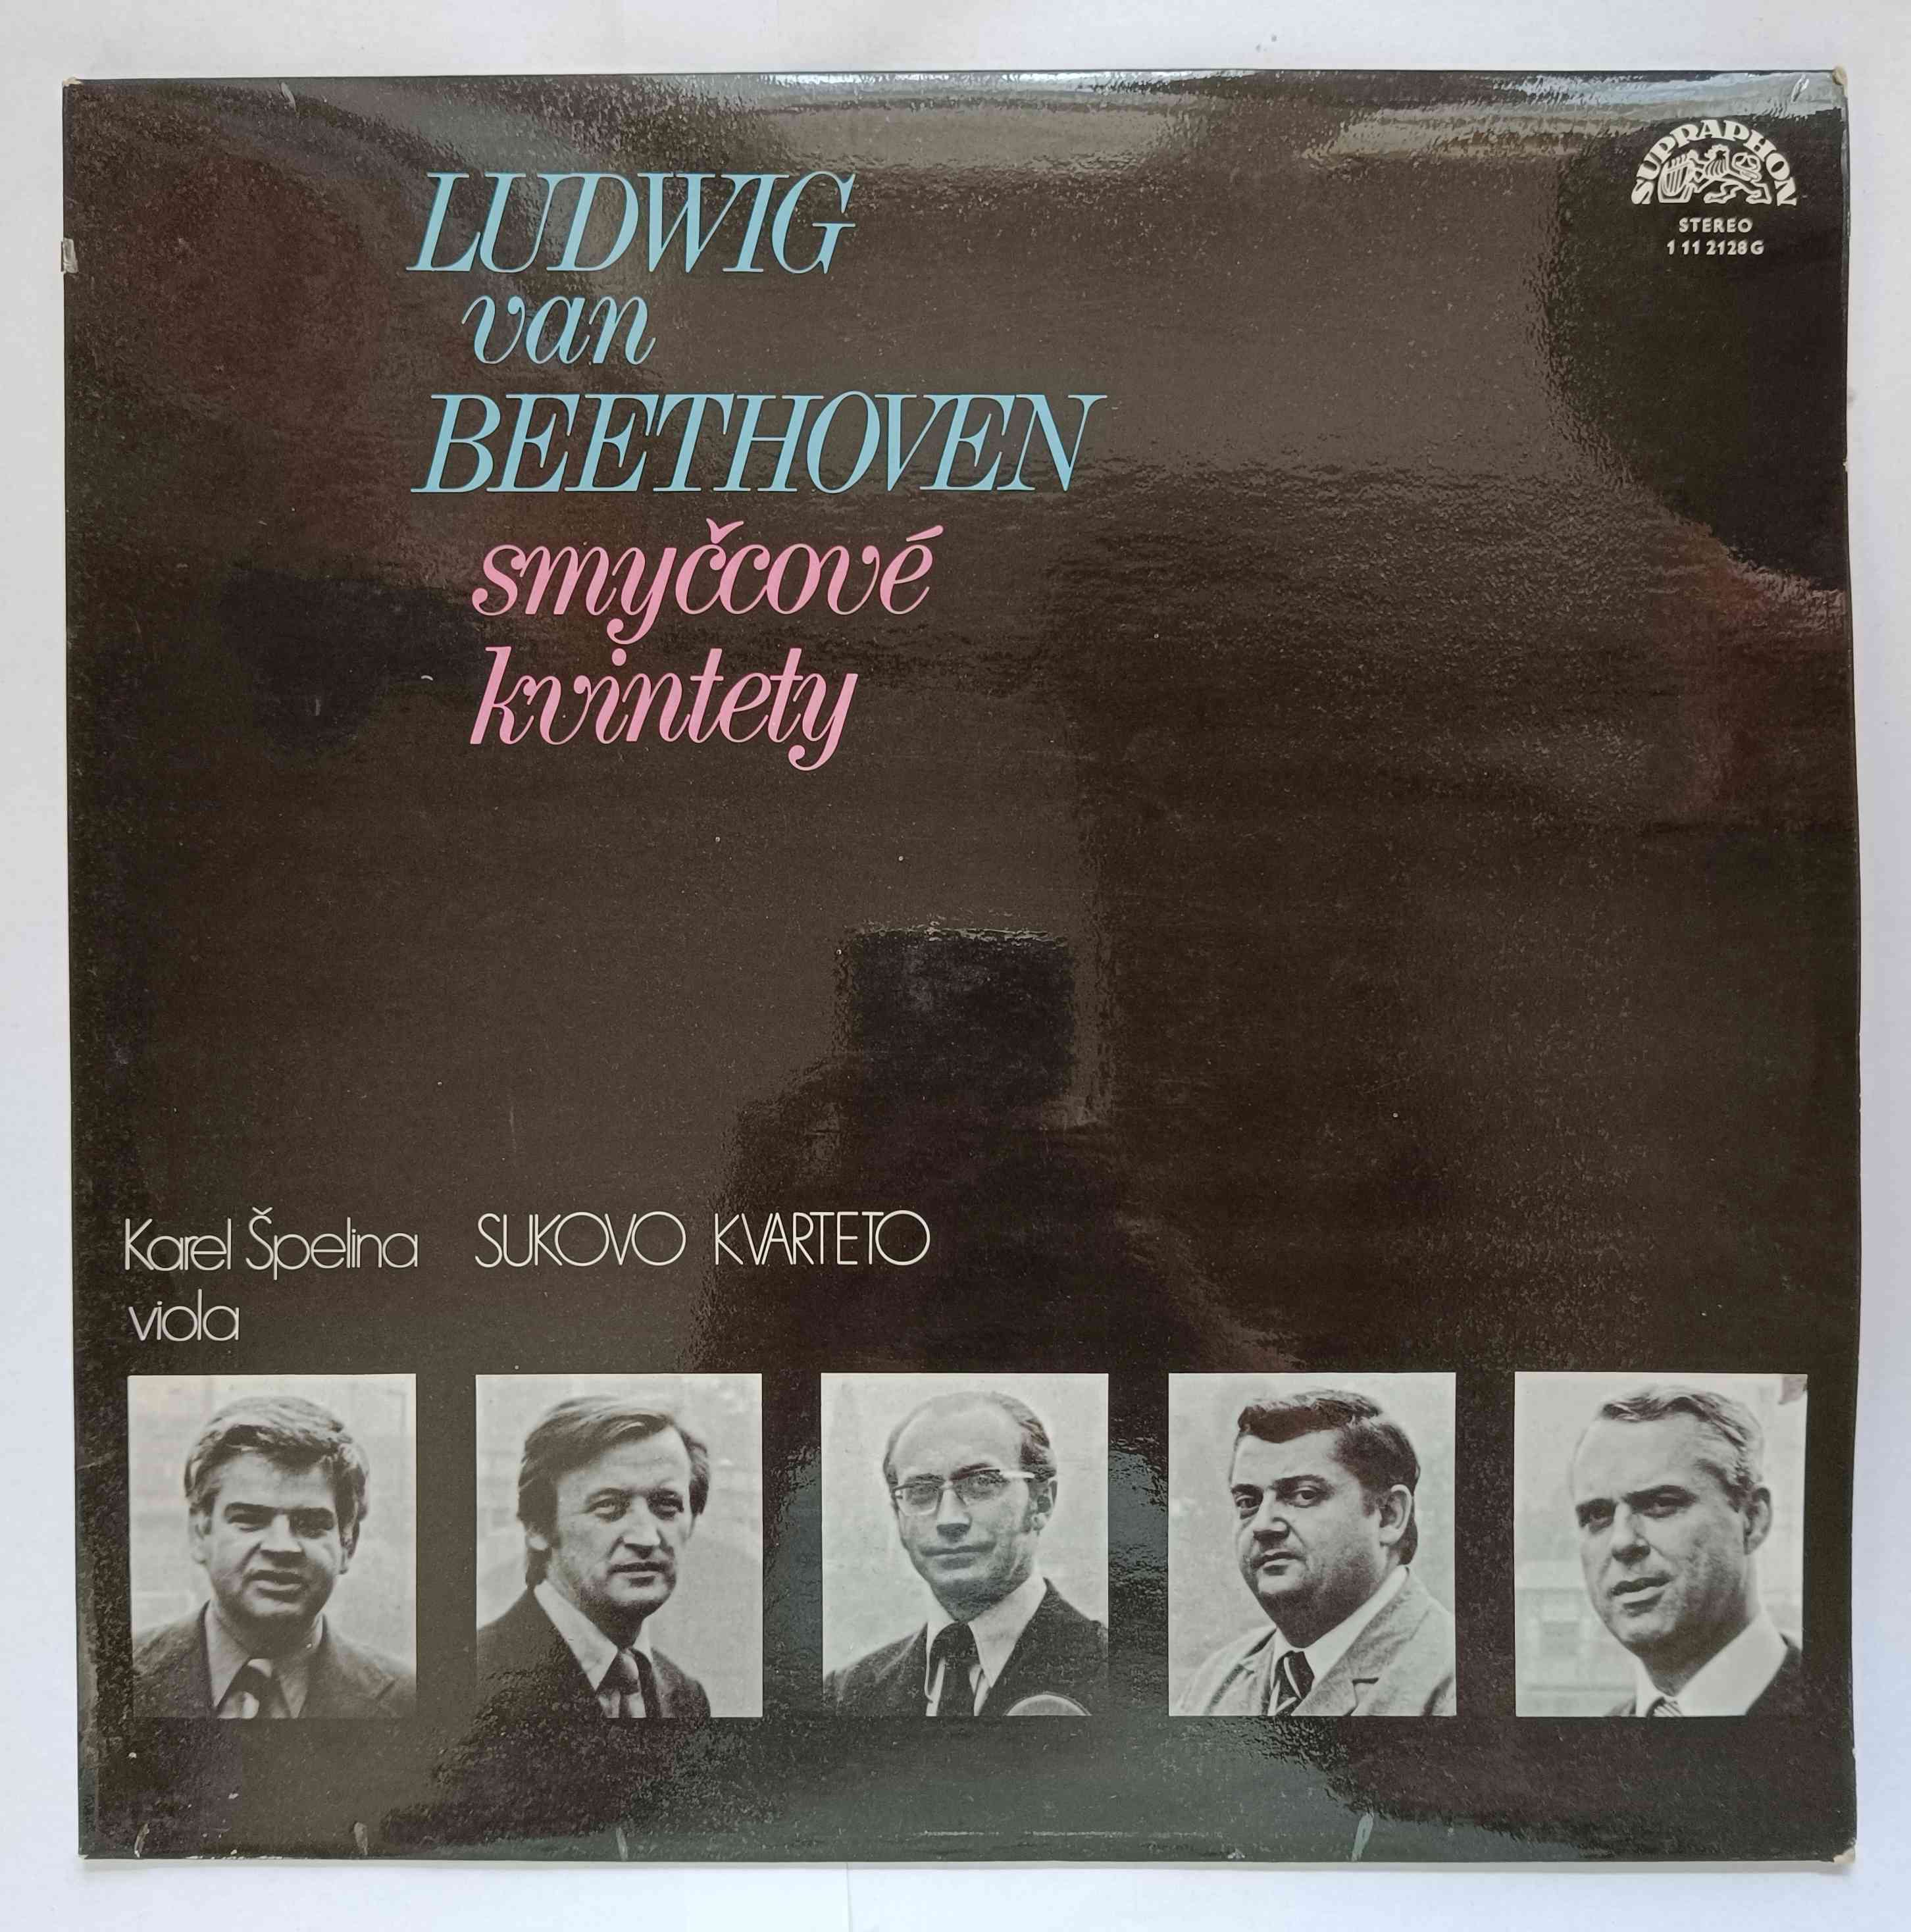 SUPRAPHON
STEREO
1 11 2128 G
LUDWIG
van
BEETHOVEN
smyčcové
kvintety
Karel Špelina
viola
SUKOVO KVARTETO